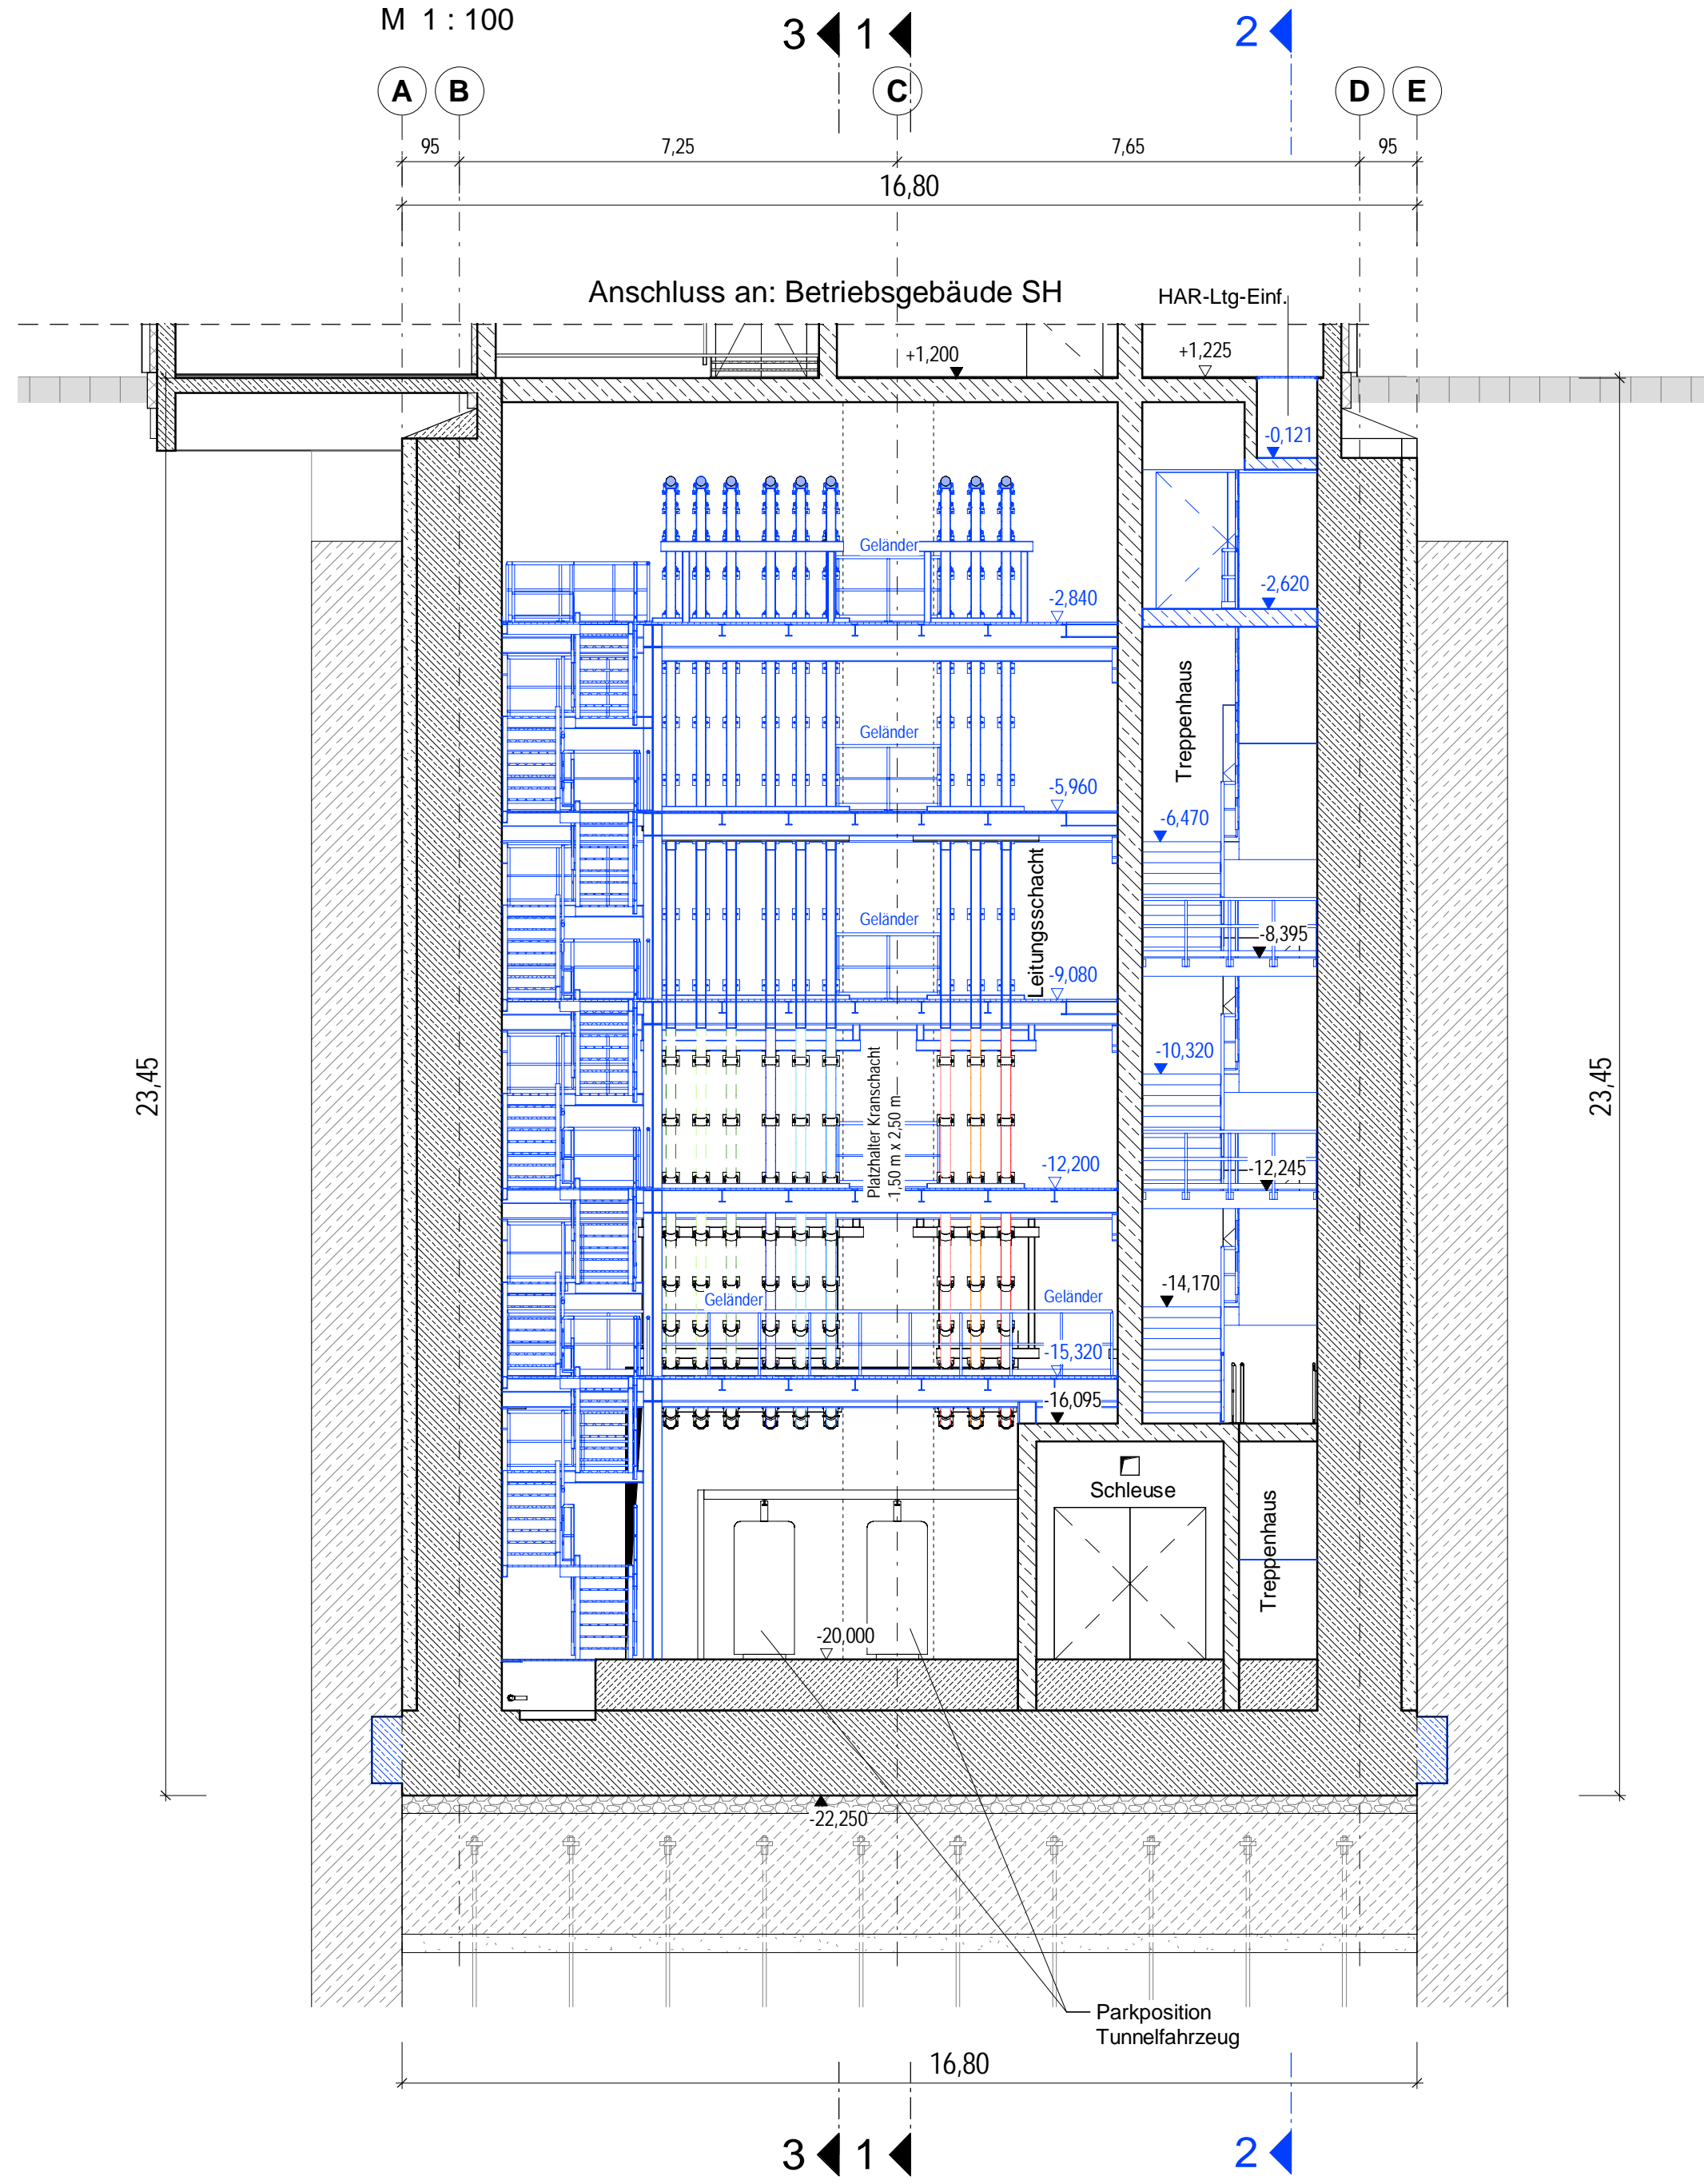 M 1 : 100
3 1 2
A B C D E
95 7,25 7,65 95
16,80
Anschluss an: Betriebsgebäude SH
HAR-Ltg-Einf.
+1,200
+1,225
-0,121
Geländer
-2,840
-2,620
Treppenhaus
Geländer
-5,960
-6,470
Leitungsschacht
Geländer
-8,395
-9,080
23,45
23,45
Platzhalter Kranschacht
1,50 m x 2,50 m
-10,320
-12,200
-12,245
-14,170
Geländer
Geländer
-15,320
-16,095
Schleuse
Treppenhaus
-20,000
-22,250
Parkposition
Tunnelfahrzeug
16,80
3 1 2